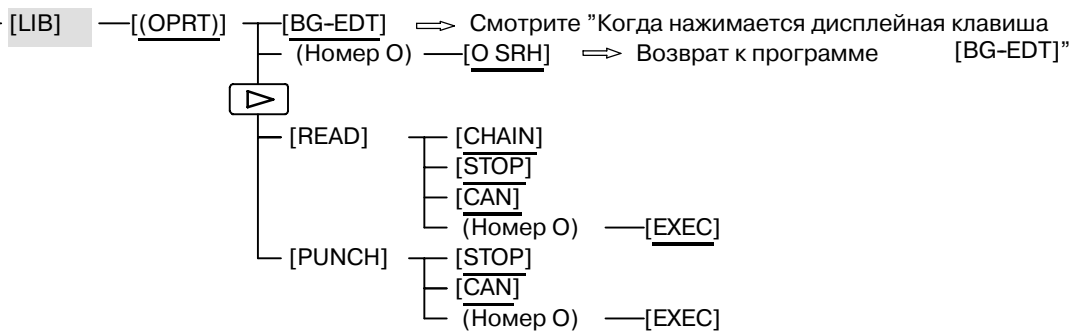 [LIB] [(OPRT)] [BG-EDT] Смотрите ”Когда нажимается дисплейная клавиша
(Номер O) [O SRH] Возврат к программе [BG-EDT]”
[READ] [CHAIN]
[STOP]
[CAN]
(Номер O) [EXEC]
[PUNCH] [STOP]
[CAN]
(Номер O) [EXEC]